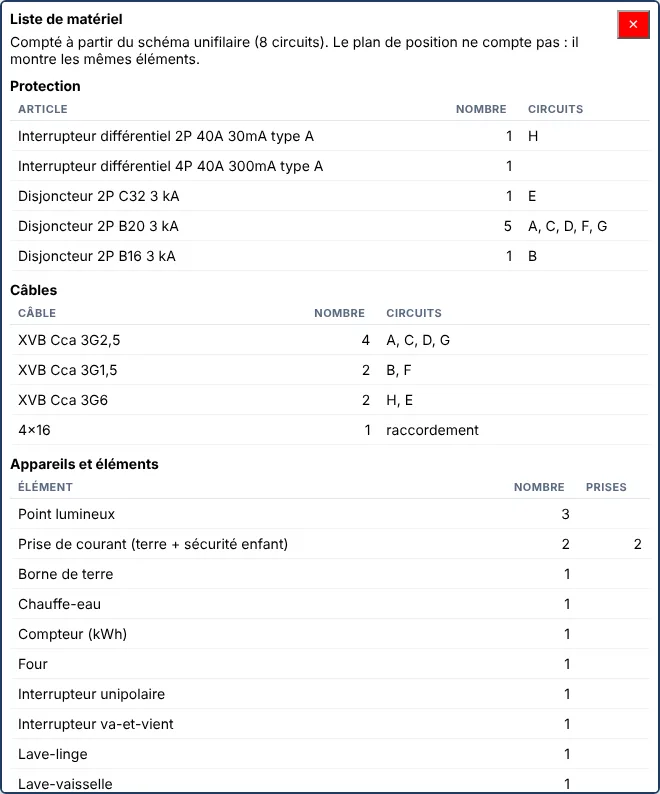 Liste de matériel
×
Compté à partir du schéma unifilaire (8 circuits). Le plan de position ne compte pas : il
montre les mêmes éléments.
Protection
ARTICLE NOMBRE CIRCUITS
Interrupteur différentiel 2P 40A 30mA type A 1 H
Interrupteur différentiel 4P 40A 300mA type A 1
Disjoncteur 2P C32 3 kA 1 E
Disjoncteur 2P B20 3 kA 5 A, C, D, F, G
Disjoncteur 2P B16 3 kA 1 B
Câbles
CÂBLE NOMBRE CIRCUITS
XVB Cca 3G2,5 4 A, C, D, G
XVB Cca 3G1,5 2 B, F
XVB Cca 3G6 2 H, E
4×16 1 raccordement
Appareils et éléments
ÉLÉMENT NOMBRE PRISES
Point lumineux 3
Prise de courant (terre + sécurité enfant) 2 2
Borne de terre 1
Chauffe-eau 1
Compteur (kWh) 1
Four 1
Interrupteur unipolaire 1
Interrupteur va-et-vient 1
Lave-linge 1
Lave-vaisselle 1